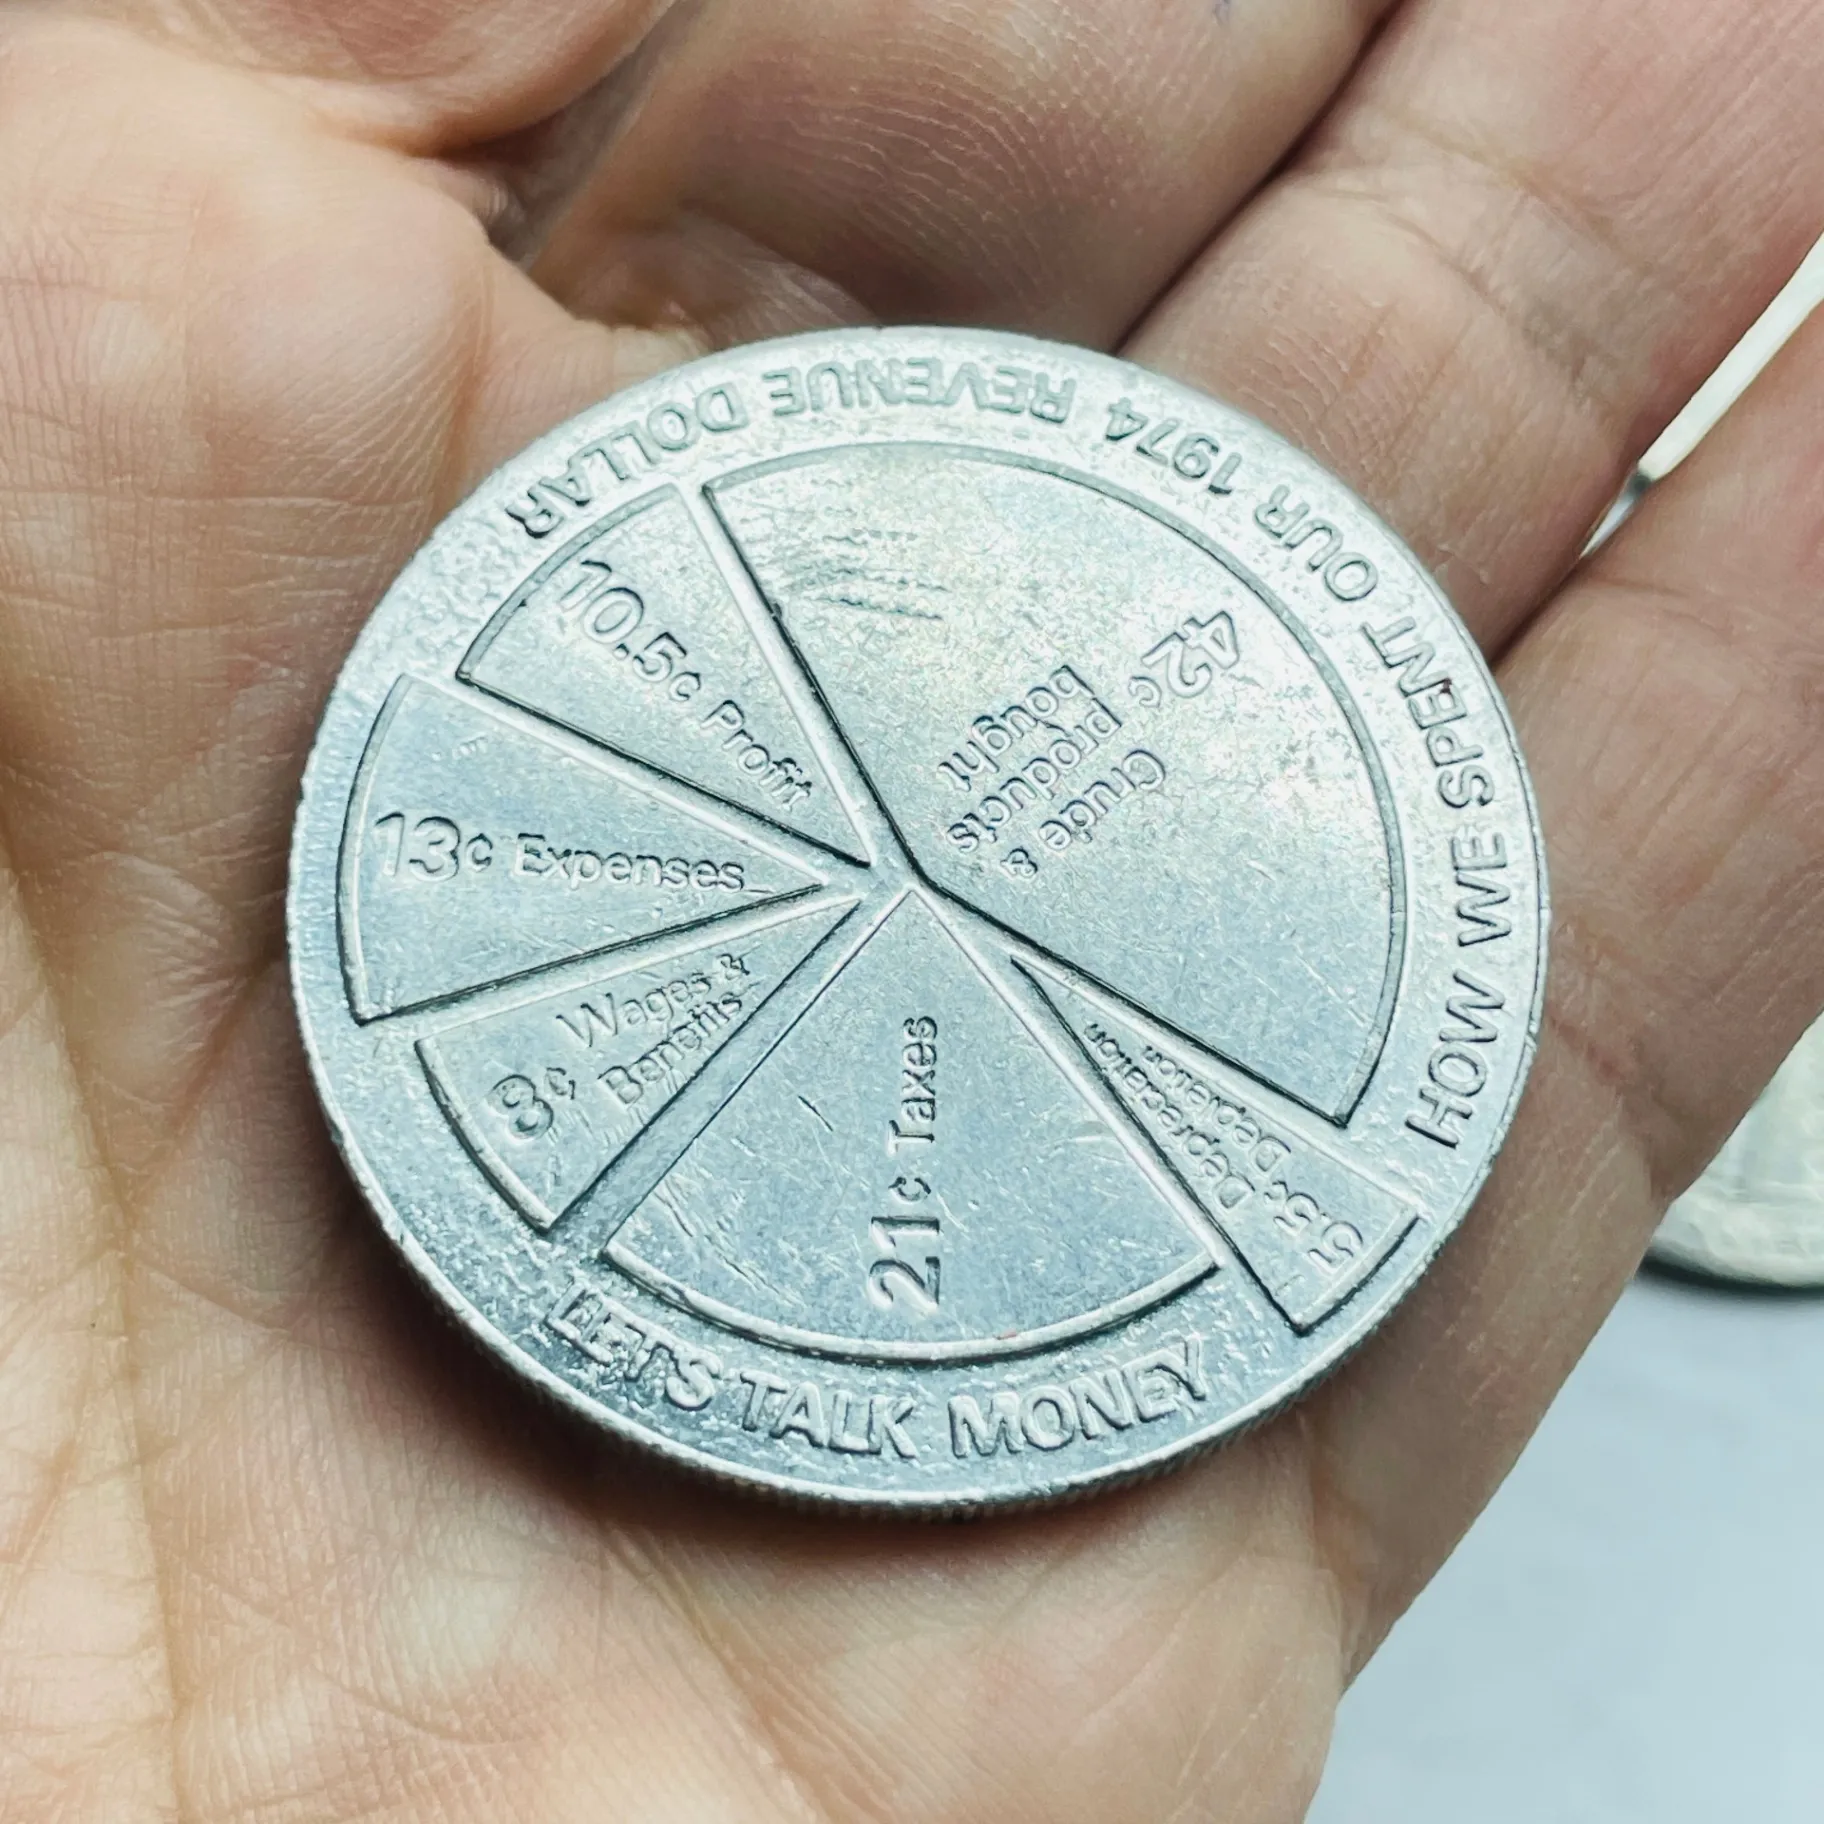 HOW WE SPENT OUR 1974 REVENUE DOLLAR
42¢
Crude &
Products
bought
10.5¢ Profit
13¢ Expenses
8¢ Wages &
Benefits
21¢ Taxes
5.5¢ Depreciation
Depletion
LET'S TALK MONEY